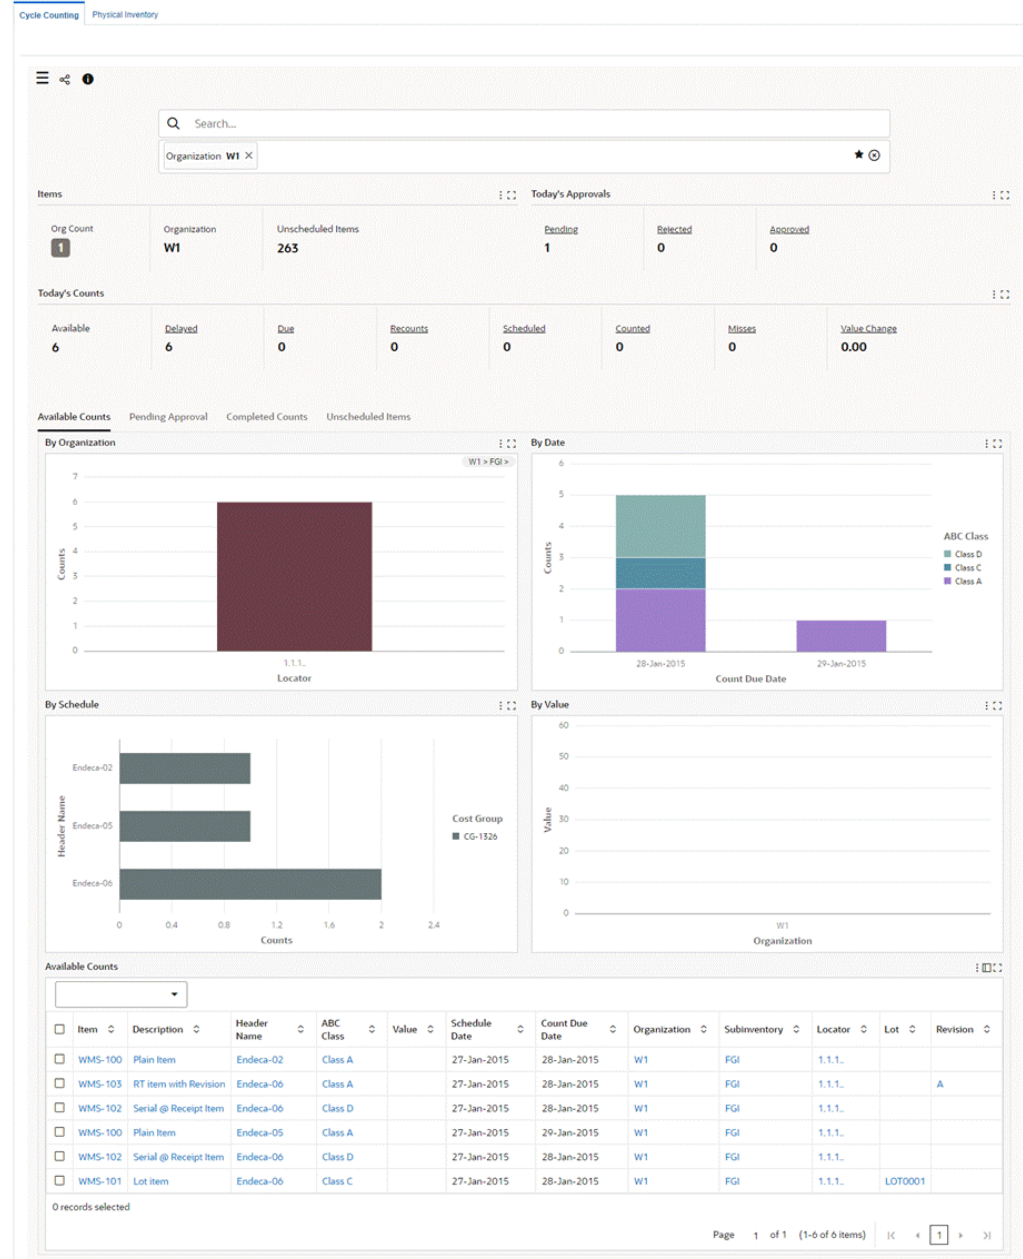 Cycle Counting Physical Inventory
Search...
Organization W1 ×
Items
Org Count Organization Unscheduled Items
1 W1 263
Today's Approvals
Pending Rejected Approved
1 0 0
Today's Counts
Available Delayed Due Recounts Scheduled Counted Misses Value Change
6 6 0 0 0 0 0 0.00
Available Counts Pending Approval Completed Counts Unscheduled Items
By Organization
W1 > FGI >
7
6
5
4
3
2
1
0
Counts
1.1.1..
Locator
By Date
6
5
4
3
2
1
0
Counts
28-Jan-2015 29-Jan-2015
Count Due Date
ABC Class
Class D
Class C
Class A
By Schedule
Header Name
Endeca-02
Endeca-05
Endeca-06
0 0.4 0.8 1.2 1.6 2 2.4
Counts
Cost Group
CG-1326
By Value
60
50
40
30
20
10
0
Value
W1
Organization
Available Counts
Item Description Header Name ABC Class Value Schedule Date Count Due Date Organization Subinventory Locator Lot Revision
WMS-100 Plain Item Endeca-02 Class A 27-Jan-2015 28-Jan-2015 W1 FGI 1.1.1..
WMS-103 RT item with Revision Endeca-06 Class A 27-Jan-2015 28-Jan-2015 W1 FGI 1.1.1.. A
WMS-102 Serial @ Receipt Item Endeca-06 Class D 27-Jan-2015 28-Jan-2015 W1 FGI 1.1.1..
WMS-100 Plain Item Endeca-05 Class A 27-Jan-2015 29-Jan-2015 W1 FGI 1.1.1..
WMS-102 Serial @ Receipt Item Endeca-06 Class D 27-Jan-2015 28-Jan-2015 W1 FGI 1.1.1..
WMS-101 Lot item Endeca-06 Class C 27-Jan-2015 28-Jan-2015 W1 FGI 1.1.1.. LOT0001
0 records selected
Page 1 of 1 (1-6 of 6 items) 1